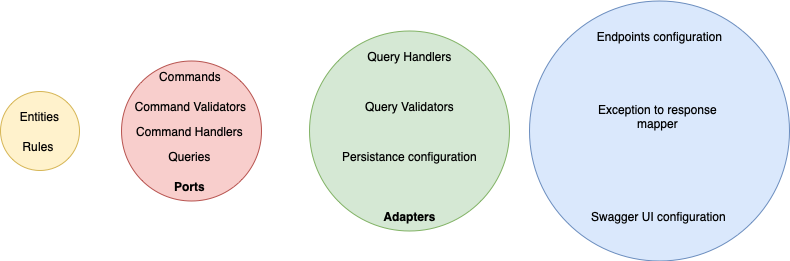 Entities
Rules
Commands
Command Validators
Command Handlers
Queries
Ports
Query Handlers
Query Validators
Persistance configuration
Adapters
Endpoints configuration
Exception to response
mapper
Swagger UI configuration